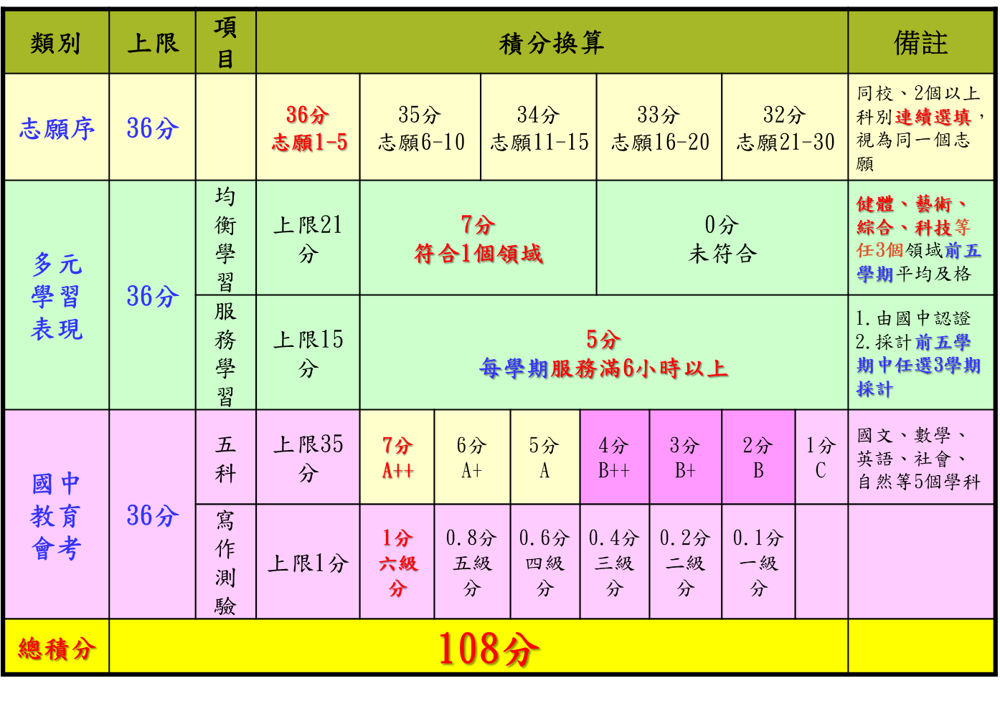 類別
上限
項
目
積分換算
備註
志願序
36分
36分
志願1-5
35分
志願6-10
34分
志願11-15
33分
志願16-20
32分
志願21-30
同校、2個以上
科別連續選填，
視為同一個志
願
多元
學習
表現
36分
均
衡
學
習
上限21
分
7分
符合1個領域
0分
未符合
健體、藝術、
綜合、科技等
任3個領域前五
學期平均及格
服
務
學
習
上限15
分
5分
每學期服務滿6小時以上
1.由國中認證
2.採計前五學
期中任選3學期
採計
國中
教育
會考
36分
五
科
上限35
分
7分
A++
6分
A+
5分
A
4分
B++
3分
B+
2分
B
1分
C
國文、數學、
英語、社會、
自然等5個學科
寫
作
測
驗
上限1分
1分
六級
分
0.8分
五級
分
0.6分
四級
分
0.4分
三級
分
0.2分
二級
分
0.1分
一級
分
總積分
108分